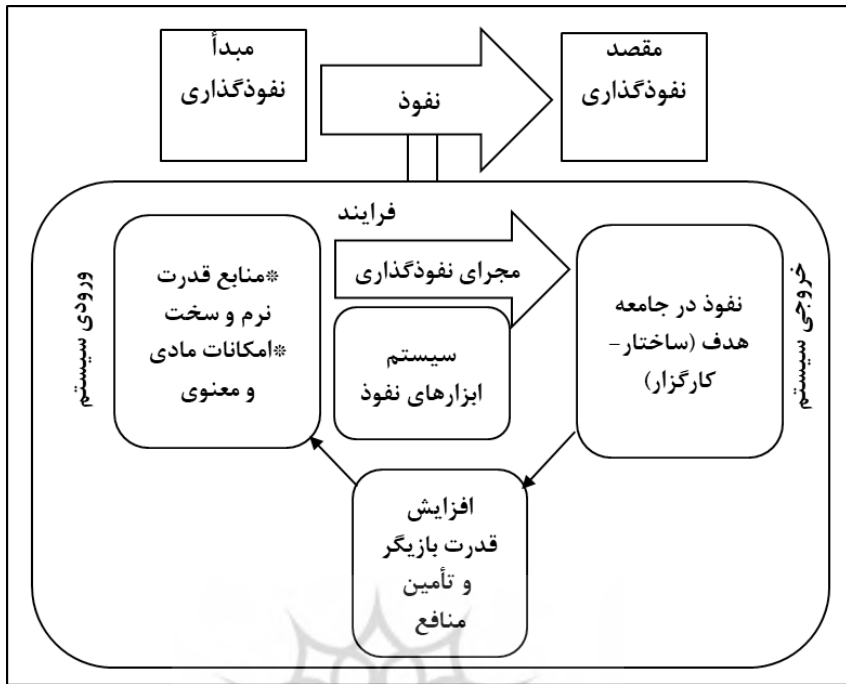 مبدأ
نفوذگذاری
نفوذ
مقصد
نفوذگذاری
ورودی سیستم
*منابع قدرت
نرم و سخت
*امکانات مادی
و معنوی
فرایند
مجرای نفوذگذاری
سیستم
ابزارهای نفوذ
نفوذ در جامعه
هدف (ساختار-
کارگزار)
خروجی سیستم
افزایش
قدرت بازیگر
و تأمین
منافع